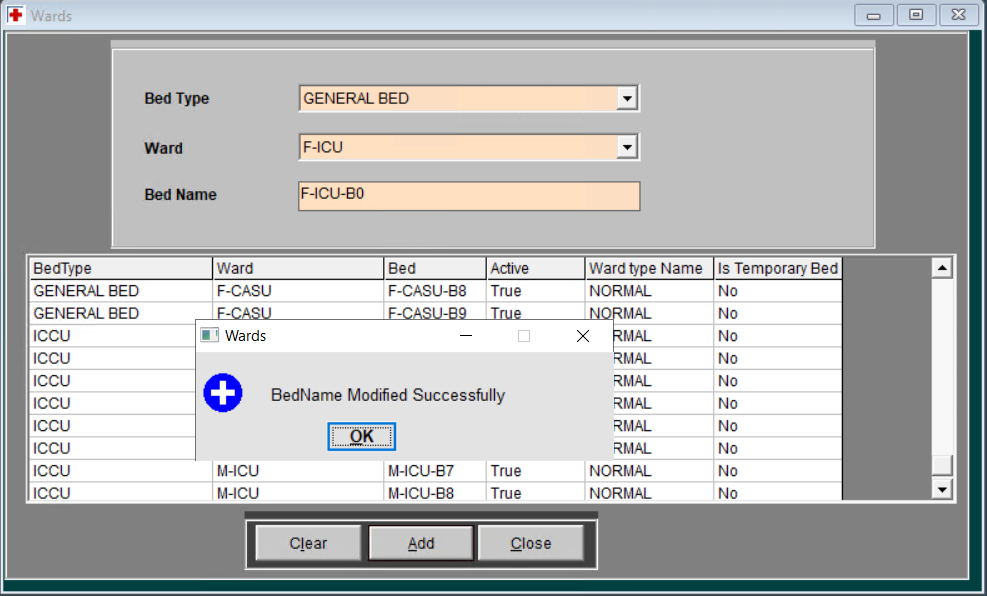 Wards
Bed Type GENERAL BED
Ward F-ICU
Bed Name F-ICU-B0
BedType Ward Bed Active Ward type Name Is Temporary Bed
GENERAL BED F-CASU F-CASU-B8 True NORMAL No
GENERAL BED F-CASU F-CASU-B9 True NORMAL No
ICCU RMAL No
ICCU RMAL No
ICCU RMAL No
ICCU RMAL No
ICCU RMAL No
ICCU RMAL No
ICCU M-ICU M-ICU-B7 True NORMAL No
ICCU M-ICU M-ICU-B8 True NORMAL No
Wards
BedName Modified Successfully
OK
Clear Add Close